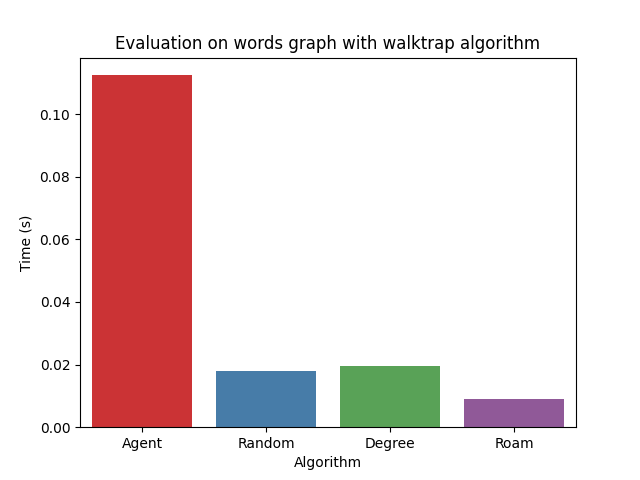 Evaluation on words graph with walktrap algorithm
0.10
0.08
0.06
0.04
0.02
0.00
Time (s)
Agent Random Degree Roam
Algorithm